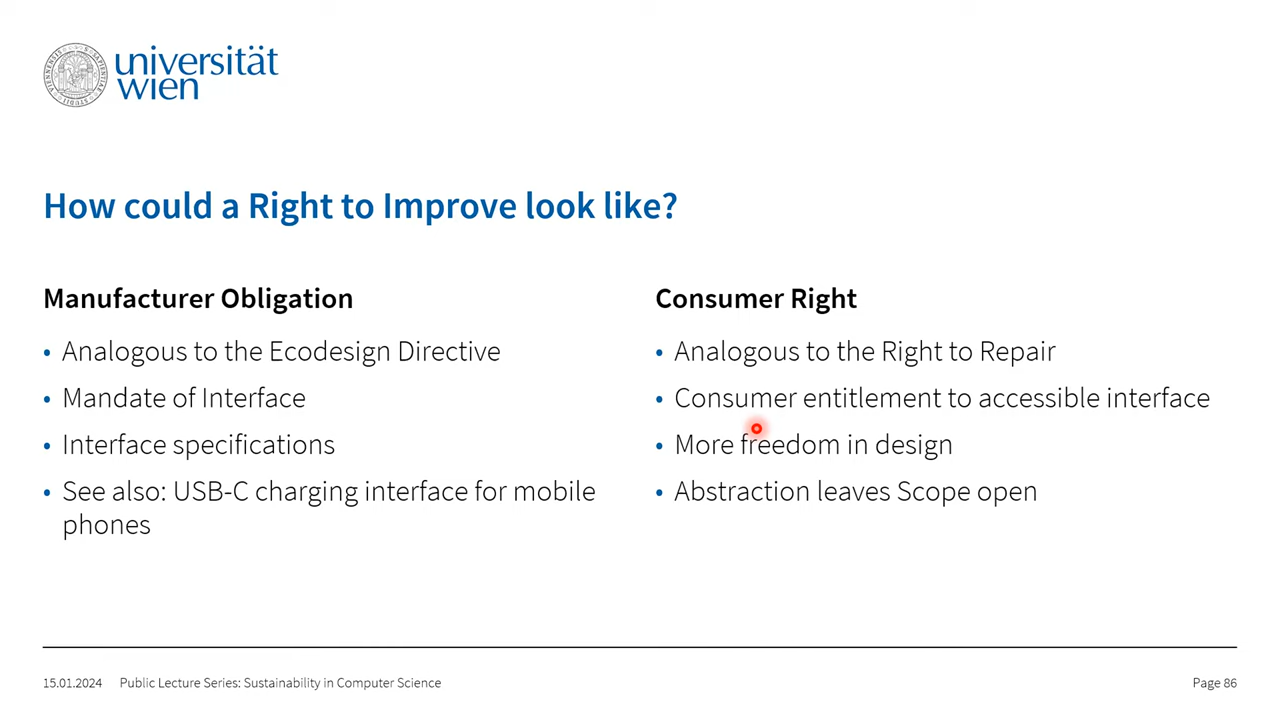 universität
wien
How could a Right to Improve look like?
Manufacturer Obligation
• Analogous to the Ecodesign Directive
• Mandate of Interface
• Interface specifications
• See also: USB-C charging interface for mobile
phones
Consumer Right
• Analogous to the Right to Repair
• Consumer entitlement to accessible interface
• More freedom in design
• Abstraction leaves Scope open
15.01.2024 Public Lecture Series: Sustainability in Computer Science
Page 86